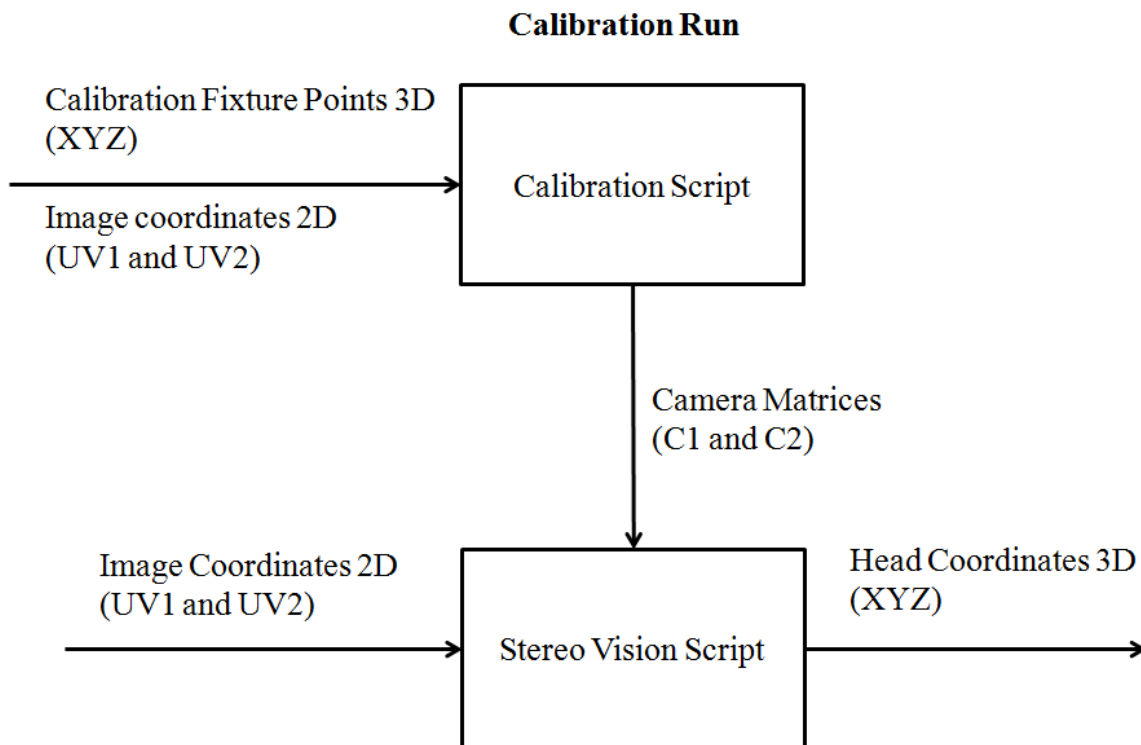 Calibration Run
Calibration Fixture Points 3D
(XYZ)
Calibration Script
Image coordinates 2D
(UV1 and UV2)
Camera Matrices
(C1 and C2)
Image Coordinates 2D
(UV1 and UV2)
Stereo Vision Script
Head Coordinates 3D
(XYZ)